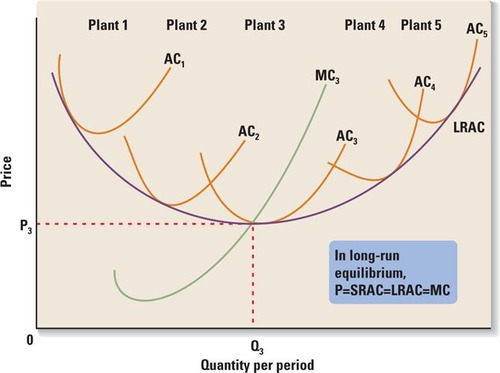 Plant 1 Plant 2 Plant 3 Plant 4 Plant 5
AC5
AC1
MC3
AC4
AC2
AC3
LRAC
Price
P3
In long-run
equilibrium,
P=SRAC=LRAC=MC
0
Q3
Quantity per period